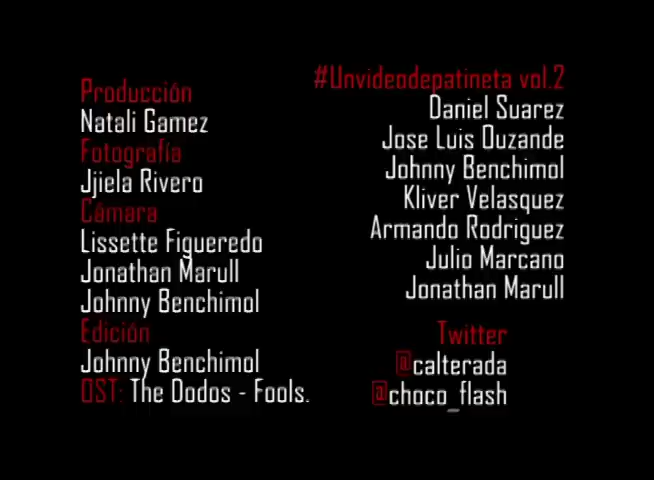 Producción
Natali Gamez
Fotografía
Jjiela Rivero
Cámara
Lissette Figueredo
Jonathan Marull
Johnny Benchimol
Edición
Johnny Benchimol
OST: The Dodos - Fools.
#Unvideodepatineta vol.2
Daniel Suarez
Jose Luis Ouzande
Johnny Benchimol
Kliver Velasquez
Armando Rodriguez
Julio Marcano
Jonathan Marull
Twitter
@calterada
@choco_flash